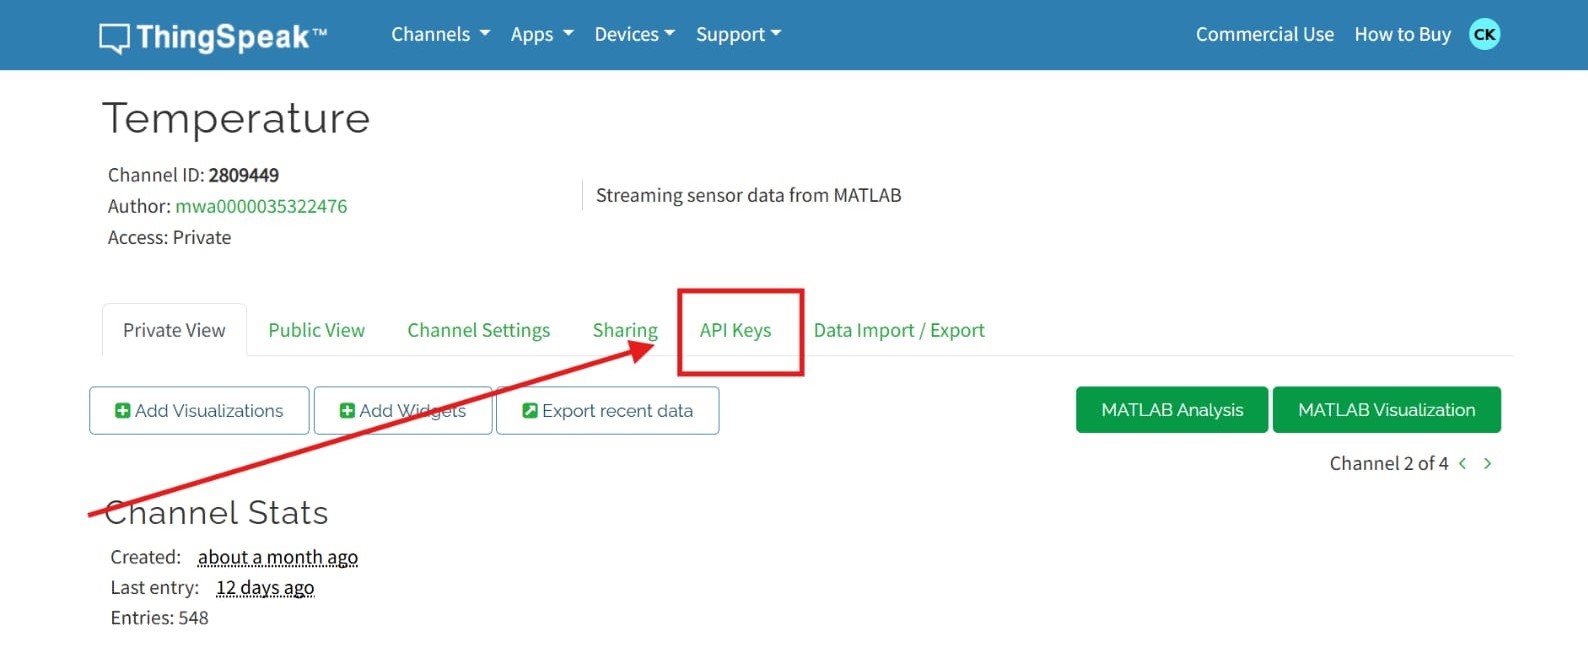 ThingSpeak™ Channels Apps Devices Support Commercial Use How to Buy CK
Temperature
Channel ID: 2809449
Author: mwa0000035322476
Access: Private
Streaming sensor data from MATLAB
Private View Public View Channel Settings Sharing API Keys Data Import / Export
Add Visualizations Add Widgets Export recent data MATLAB Analysis MATLAB Visualization
Channel 2 of 4 < >
Channel Stats
Created: about a month ago
Last entry: 12 days ago
Entries: 548